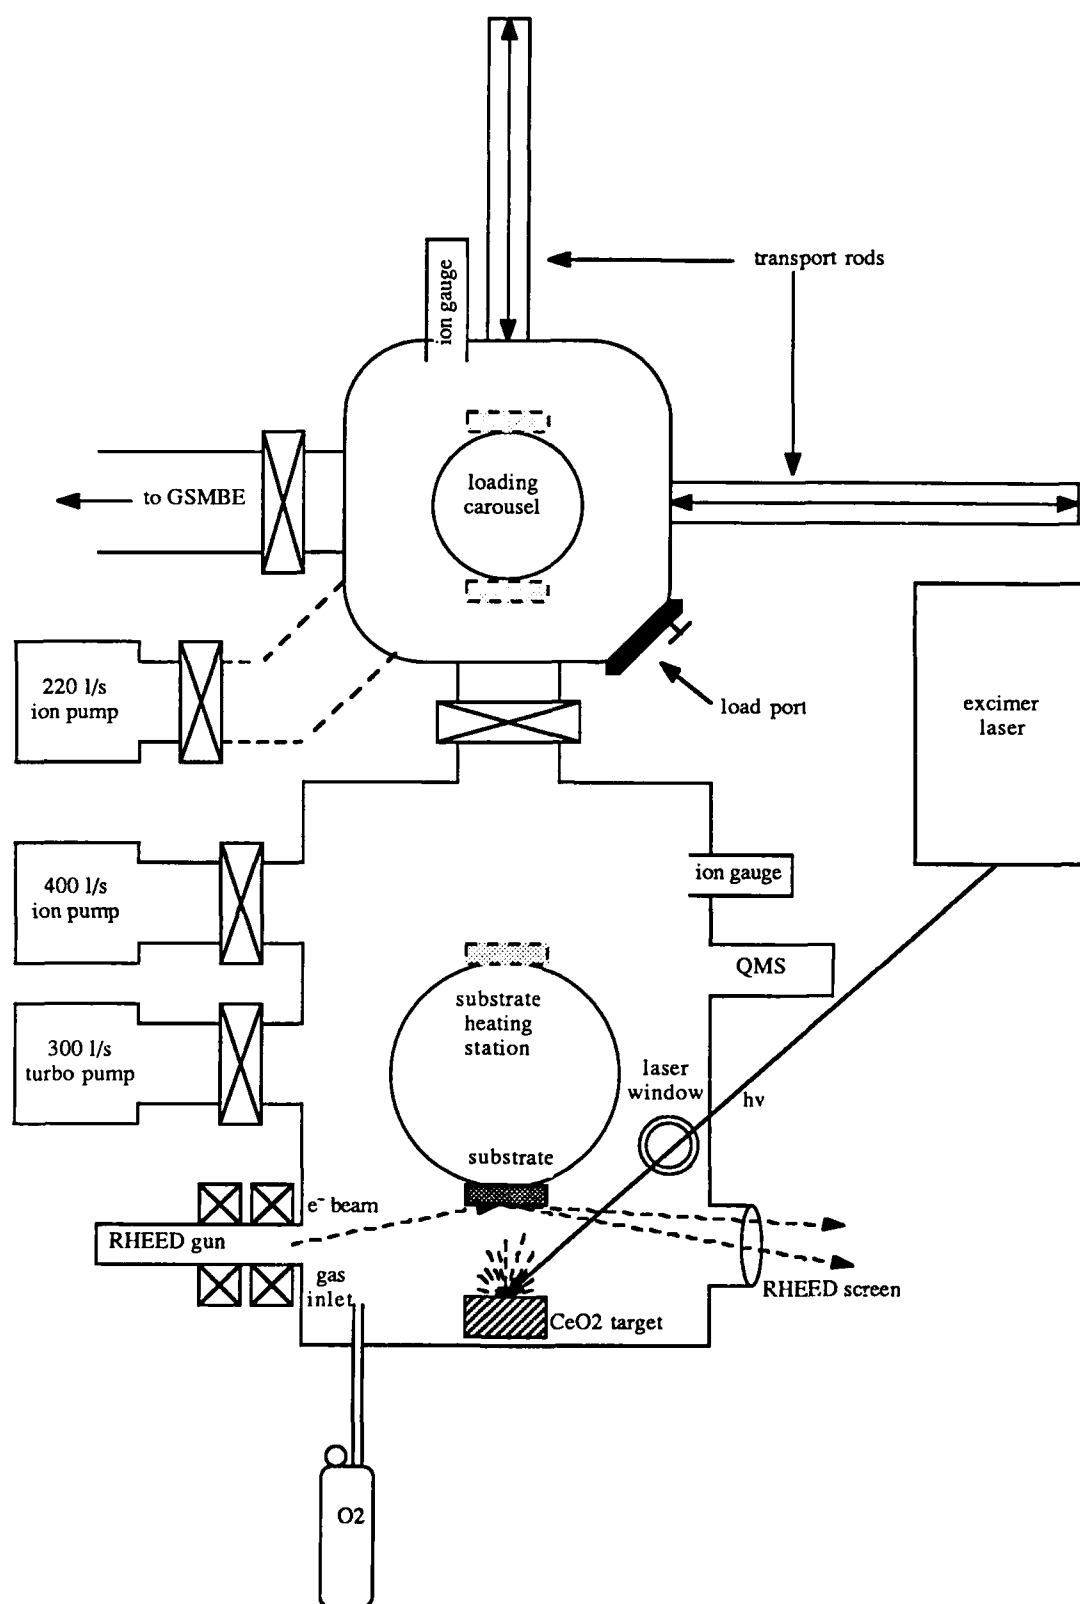 transport rods
ion gauge
loading
carousel
to GSMBE
220 l/s
ion pump
load port
excimer
laser
400 l/s
ion pump
ion gauge
QMS
substrate
heating
station
300 l/s
turbo pump
laser
window
hν
substrate
e⁻ beam
RHEED gun
gas
inlet
RHEED screen
CeO2 target
O2